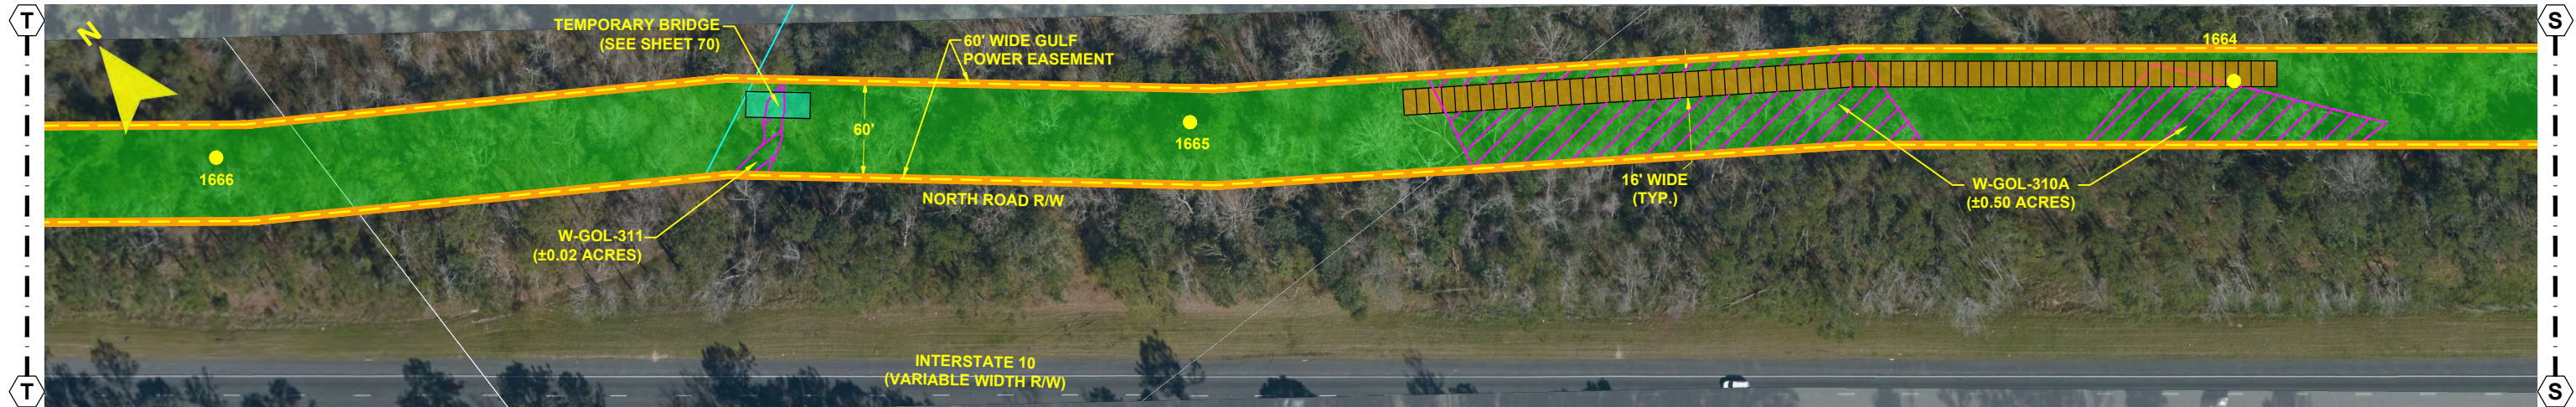 T
S
N
TEMPORARY BRIDGE
(SEE SHEET 70)
60' WIDE GULF
POWER EASEMENT
1664
60'
1665
1666
16' WIDE
(TYP.)
W-GOL-310A
(±0.50 ACRES)
NORTH ROAD R/W
W-GOL-311
(±0.02 ACRES)
INTERSTATE 10
(VARIABLE WIDTH R/W)
T
S